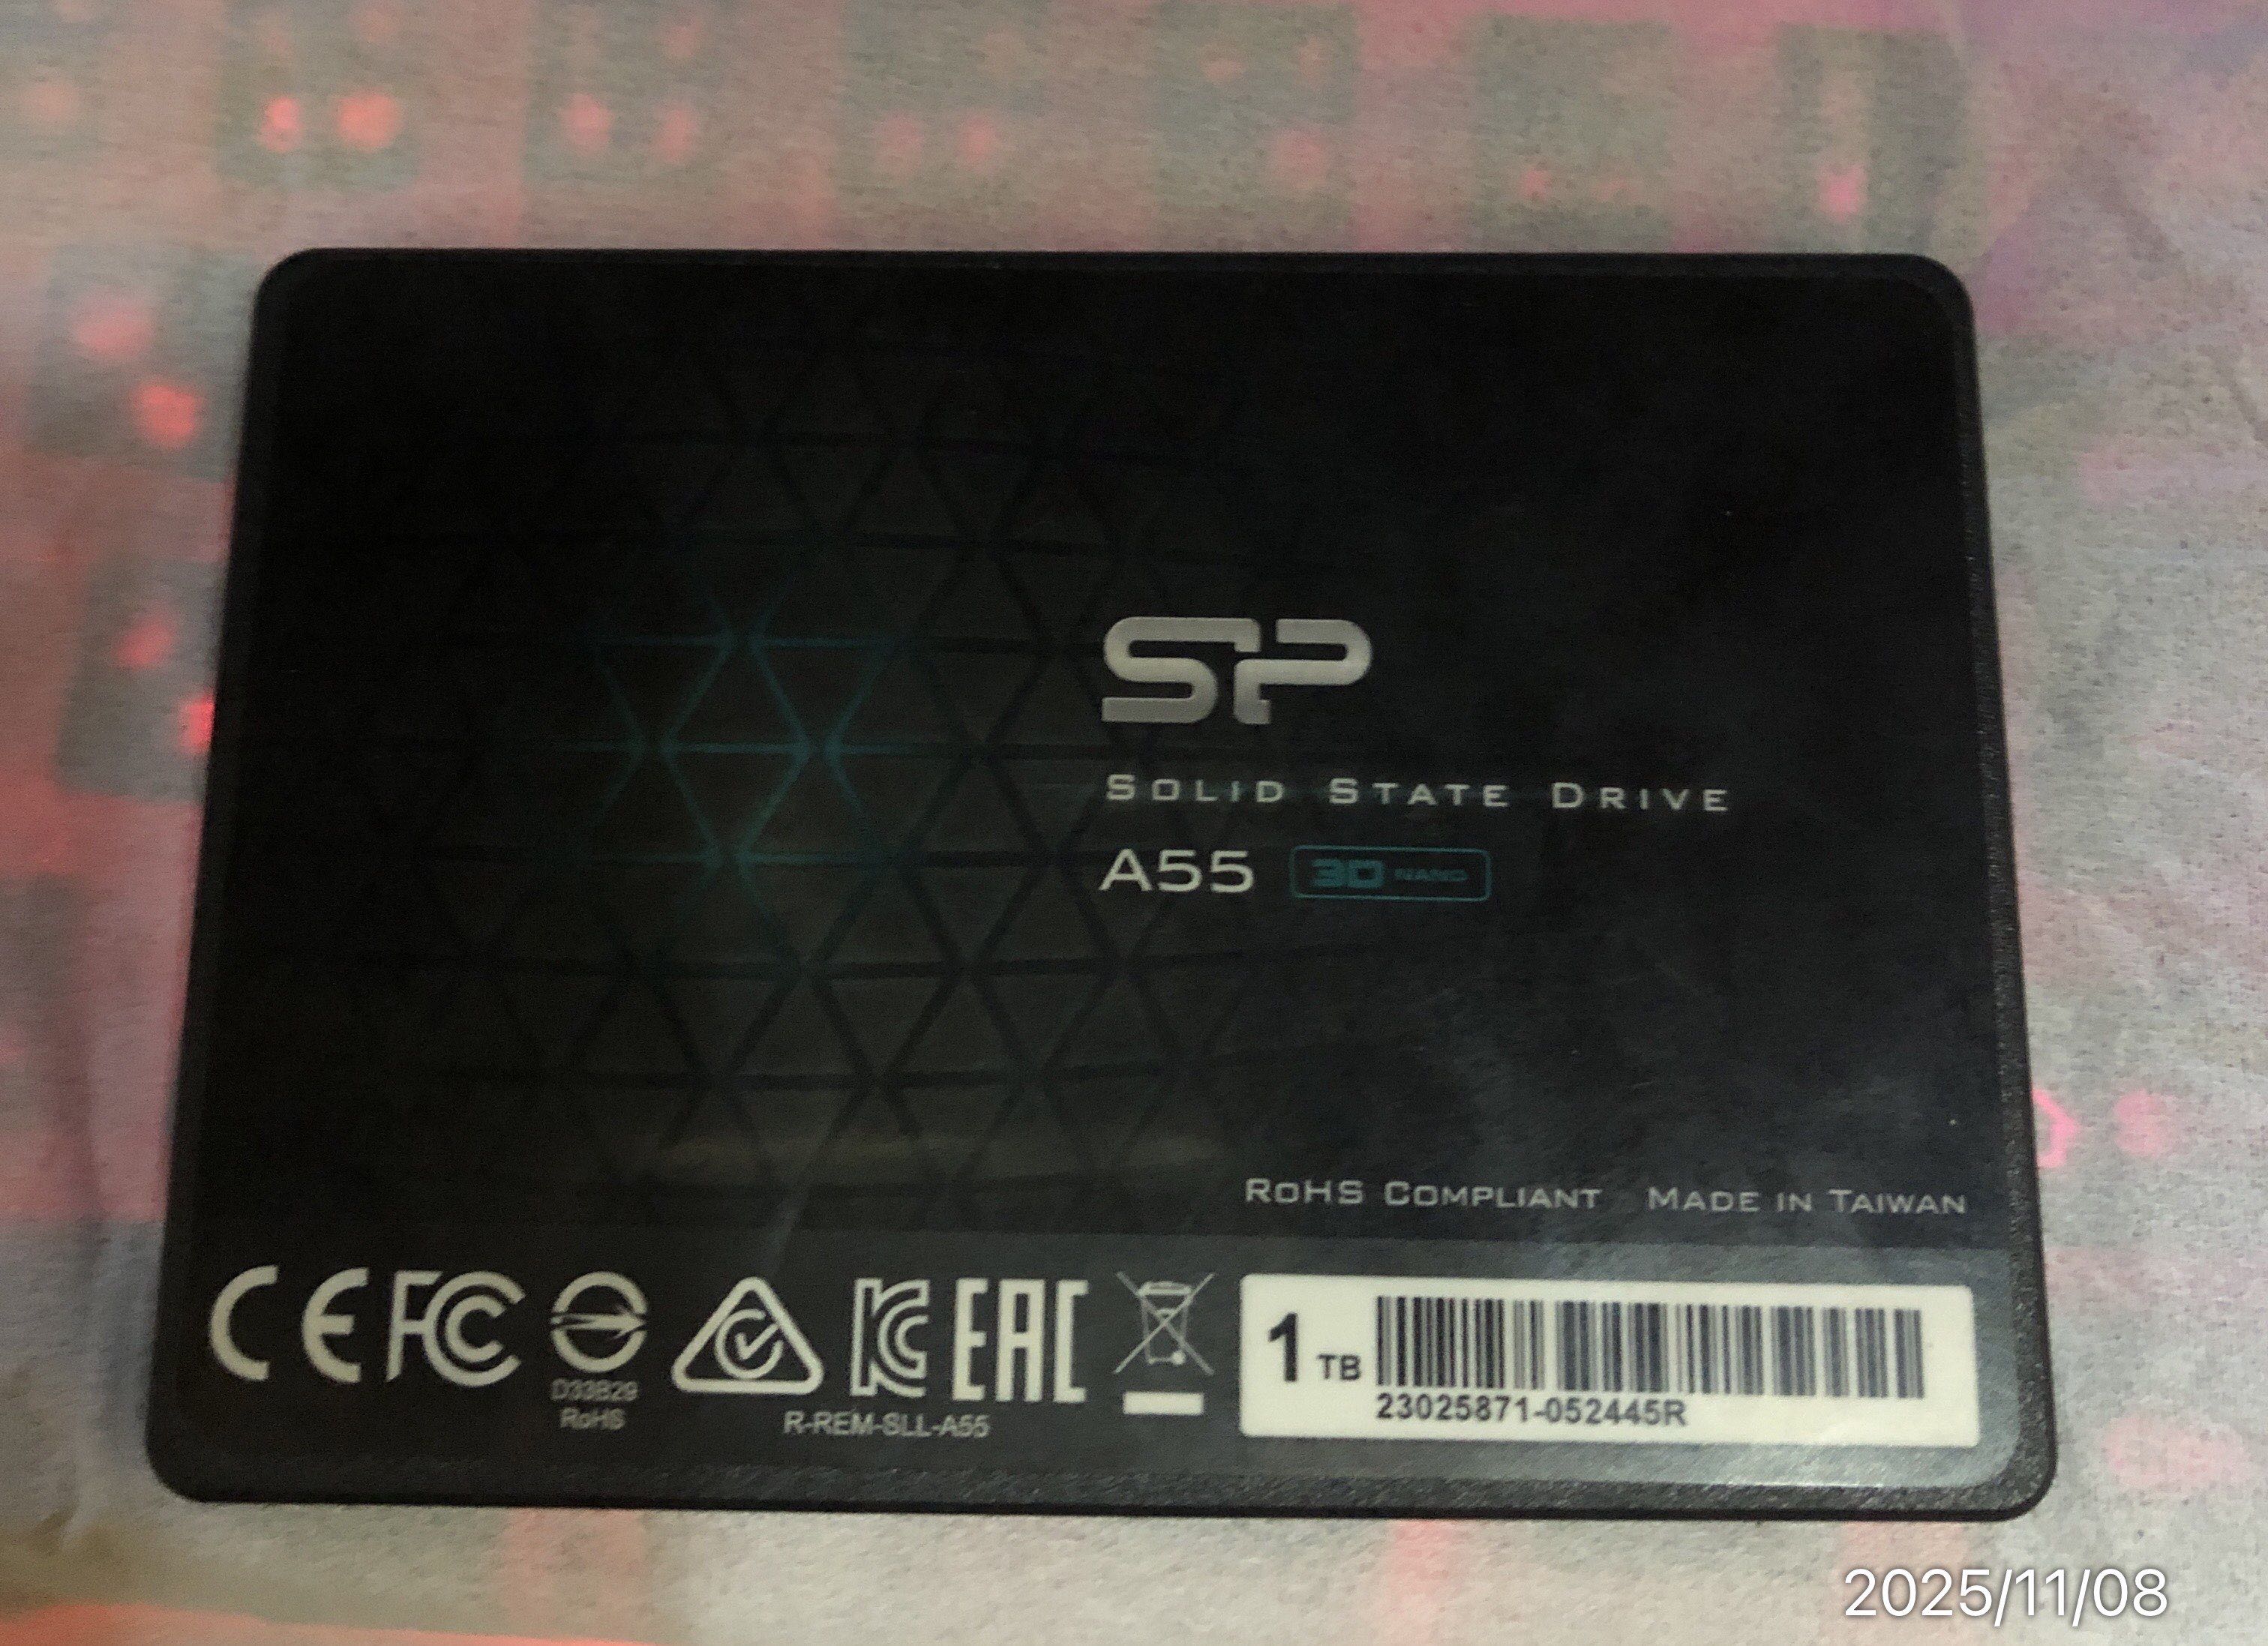 SP
SOLID STATE DRIVE
A55 3D NAND
ROHS COMPLIANT MADE IN TAIWAN
CE FC KC EAC
D33B29
RoHS
R-REM-SLL-A55
1 TB
23025871-052445R
2025/11/08